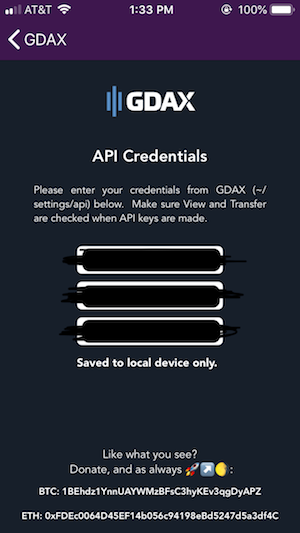 AT&T 1:33 PM 100%
GDAX
GDAX
API Credentials
Please enter your credentials from GDAX (~/
settings/api) below. Make sure View and Transfer
are checked when API keys are made.
Saved to local device only.
Like what you see?
Donate, and as always 🚀↗️🌖:
BTC: 1BEhdz1YnnUAYWMzBFsC3hyKEv3qgDyAPZ
ETH: 0xFDEc0064D45EF14b056c94198eBd5247d5a3df4C